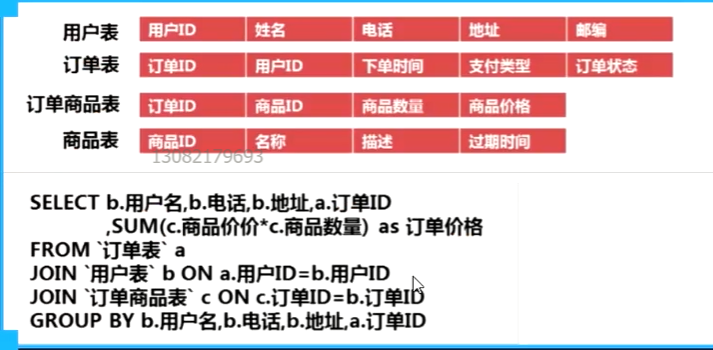 用户表 用户ID 姓名 电话 地址 邮编
订单表 订单ID 用户ID 下单时间 支付类型 订单状态
订单商品表 订单ID 商品ID 商品数量 商品价格
商品表 商品ID 名称 描述 过期时间
13082179693
SELECT b.用户名,b.电话,b.地址,a.订单ID
,SUM(c.商品价价*c.商品数量) as 订单价格
FROM `订单表` a
JOIN `用户表` b ON a.用户ID=b.用户ID
JOIN `订单商品表` c ON c.订单ID=b.订单ID
GROUP BY b.用户名,b.电话,b.地址,a.订单ID